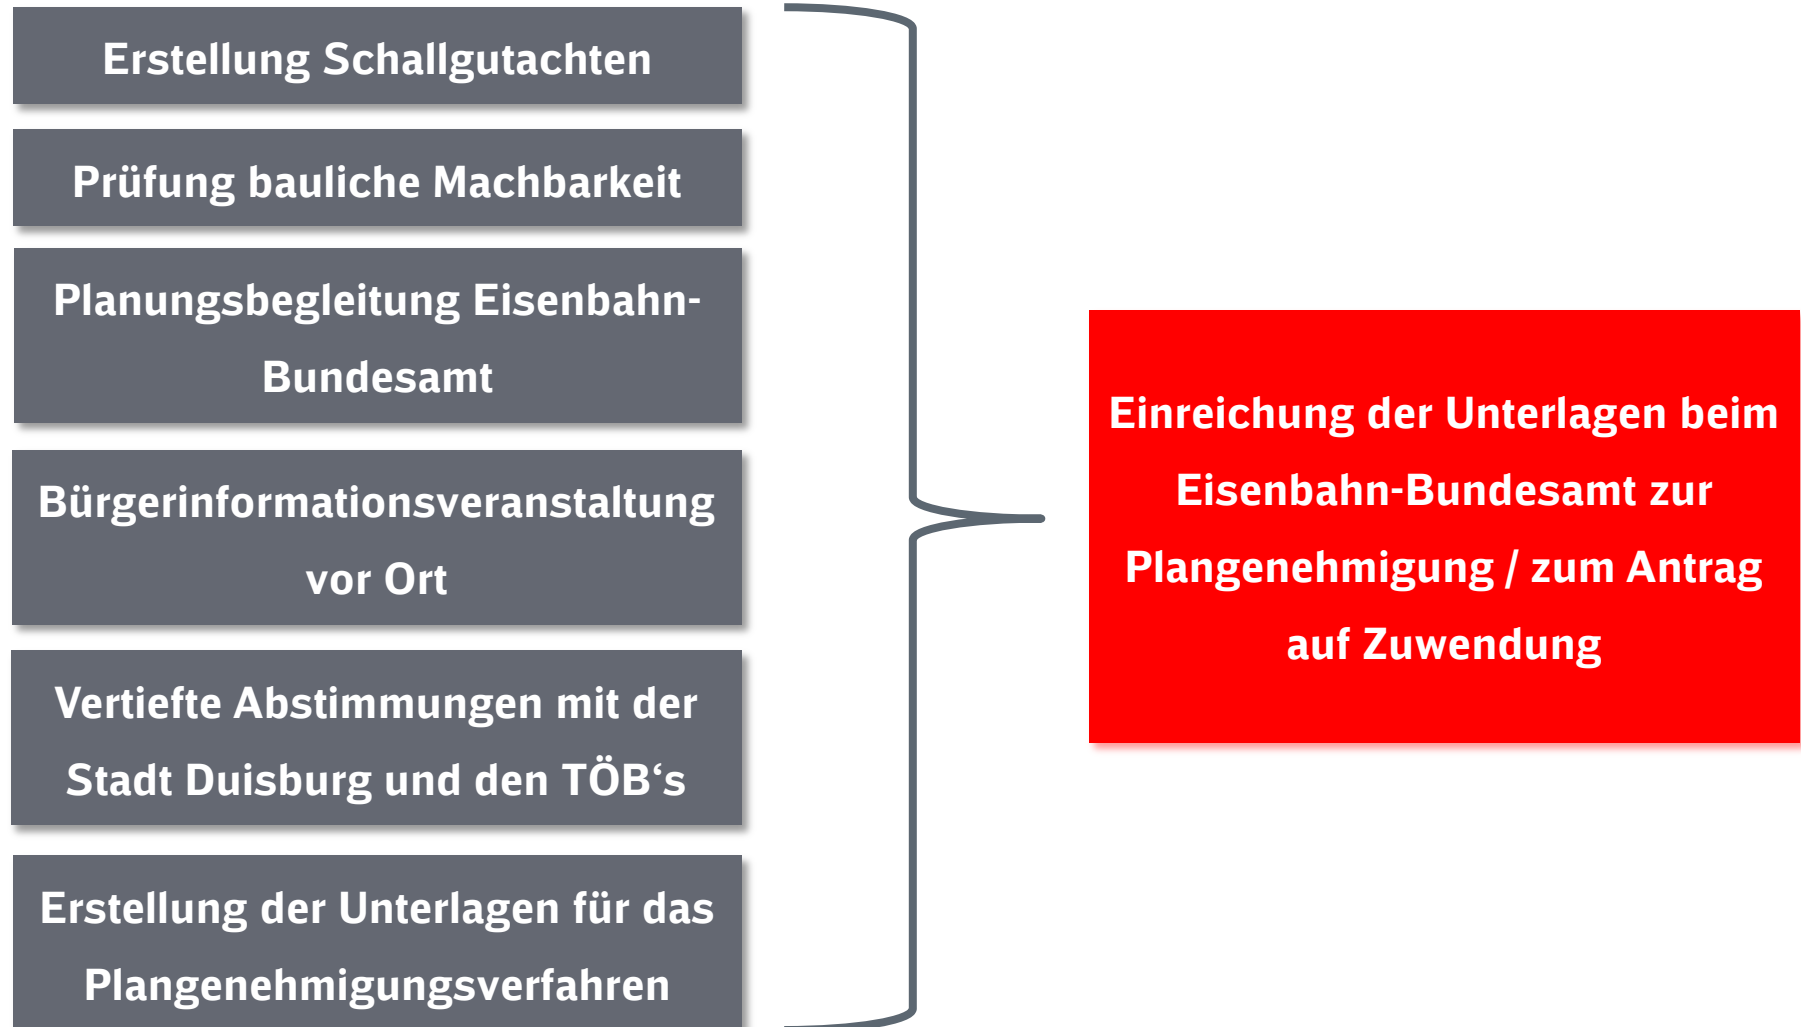 Erstellung Schallgutachten
Prüfung bauliche Machbarkeit
Planungsbegleitung Eisenbahn-
Bundesamt
Bürgerinformationsveranstaltung
vor Ort
Vertiefte Abstimmungen mit der
Stadt Duisburg und den TÖB‘s
Erstellung der Unterlagen für das
Plangenehmigungsverfahren
Einreichung der Unterlagen beim
Eisenbahn-Bundesamt zur
Plangenehmigung / zum Antrag
auf Zuwendung